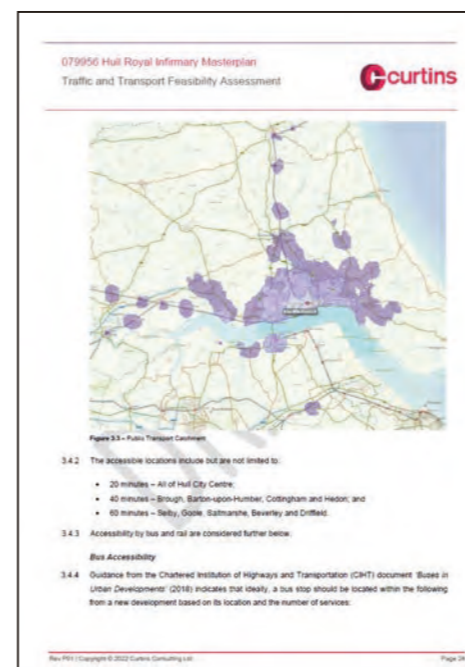 079956 Hull Royal Infirmary Masterplan
Traffic and Transport Feasibility Assessment
curtins
Figure 3.3 – Public Transport Catchment
3.4.2 The accessible locations include but are not limited to:
• 20 minutes – All of Hull City Centre;
• 40 minutes – Brough, Barton-upon-Humber, Cottingham and Hedon; and
• 60 minutes – Selby, Goole, Saltmarshe, Beverley and Driffield.
3.4.3 Accessibility by bus and rail are considered further below.
Bus Accessibility
3.4.4 Guidance from the Chartered Institution of Highways and Transportation (CIHT) document 'Buses in
Urban Developments' (2018) indicates that ideally, a bus stop should be located within the following
from a new development based on its location and the number of services:
Rev P01 | Copyright © 2022 Curtins Consulting Ltd